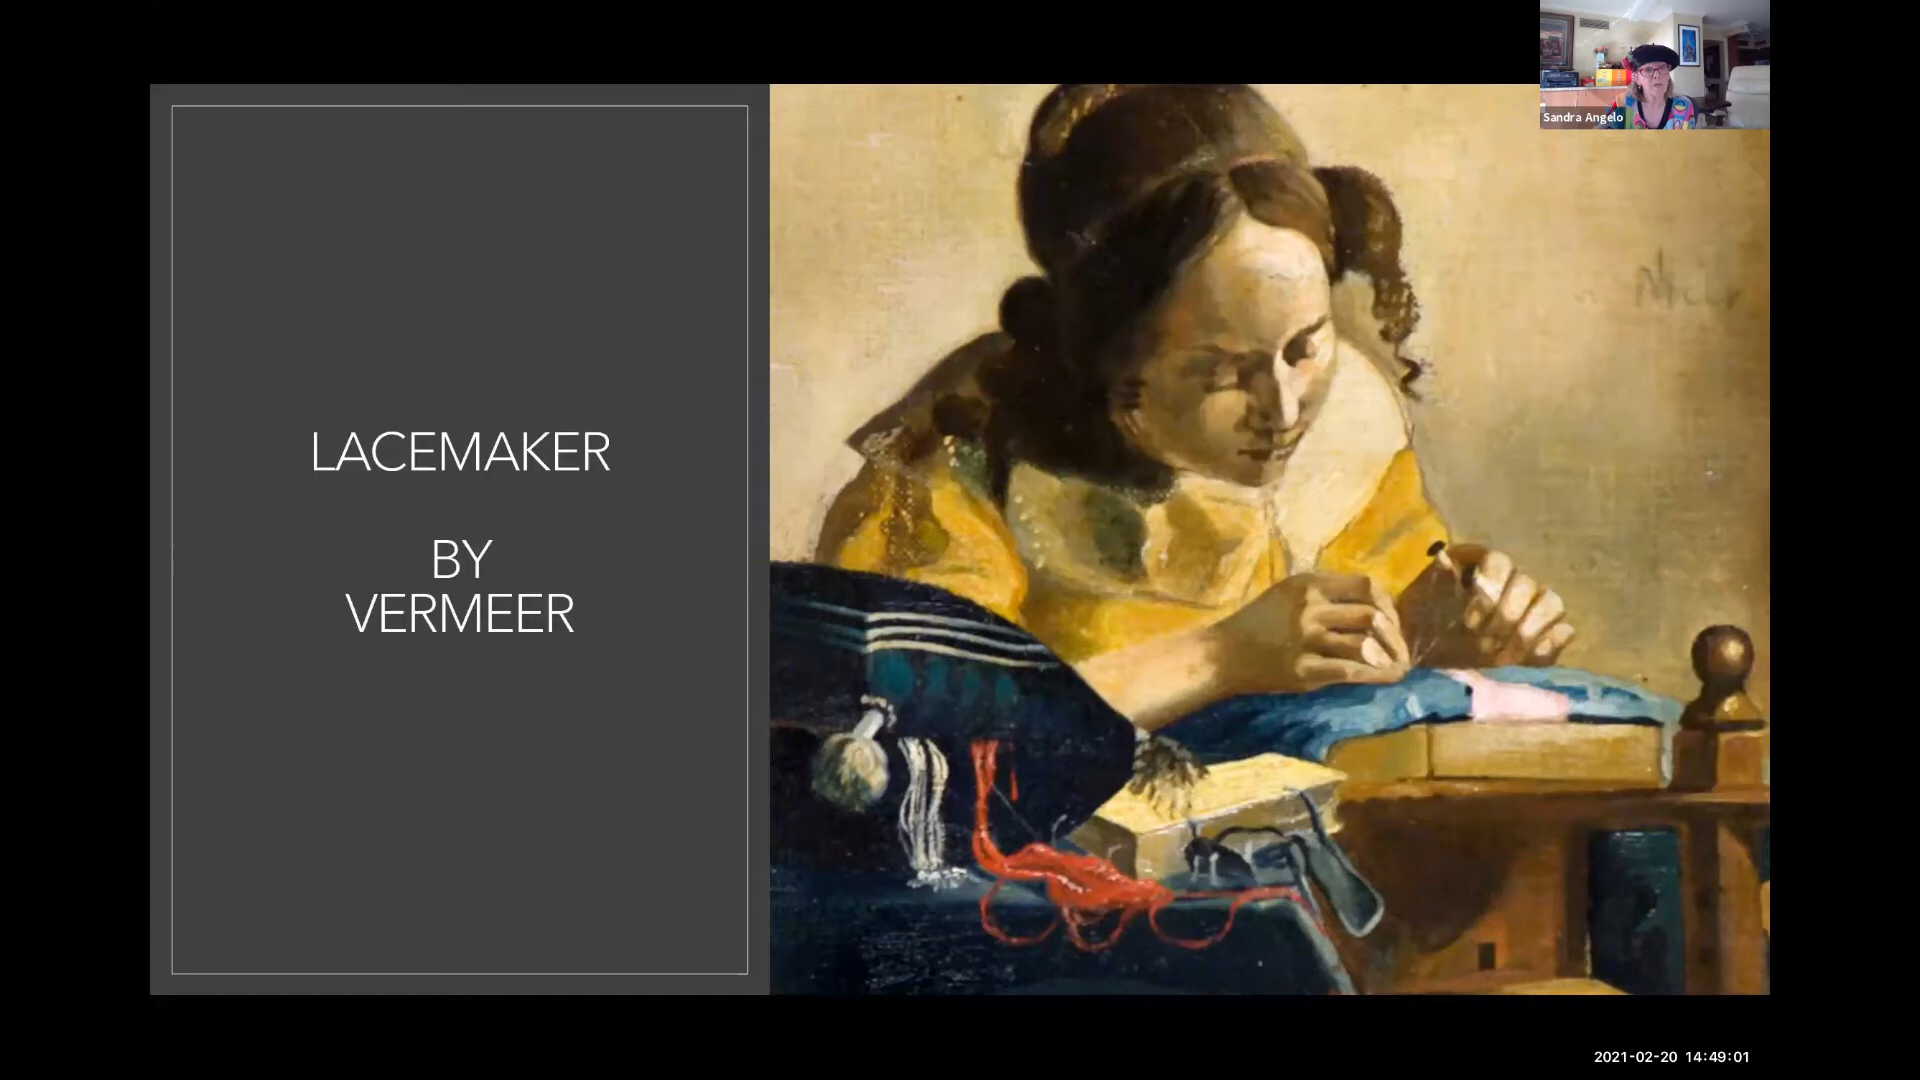 Sandra Angelo
LACEMAKER
BY
VERMEER
2021-02-20 14:49:01